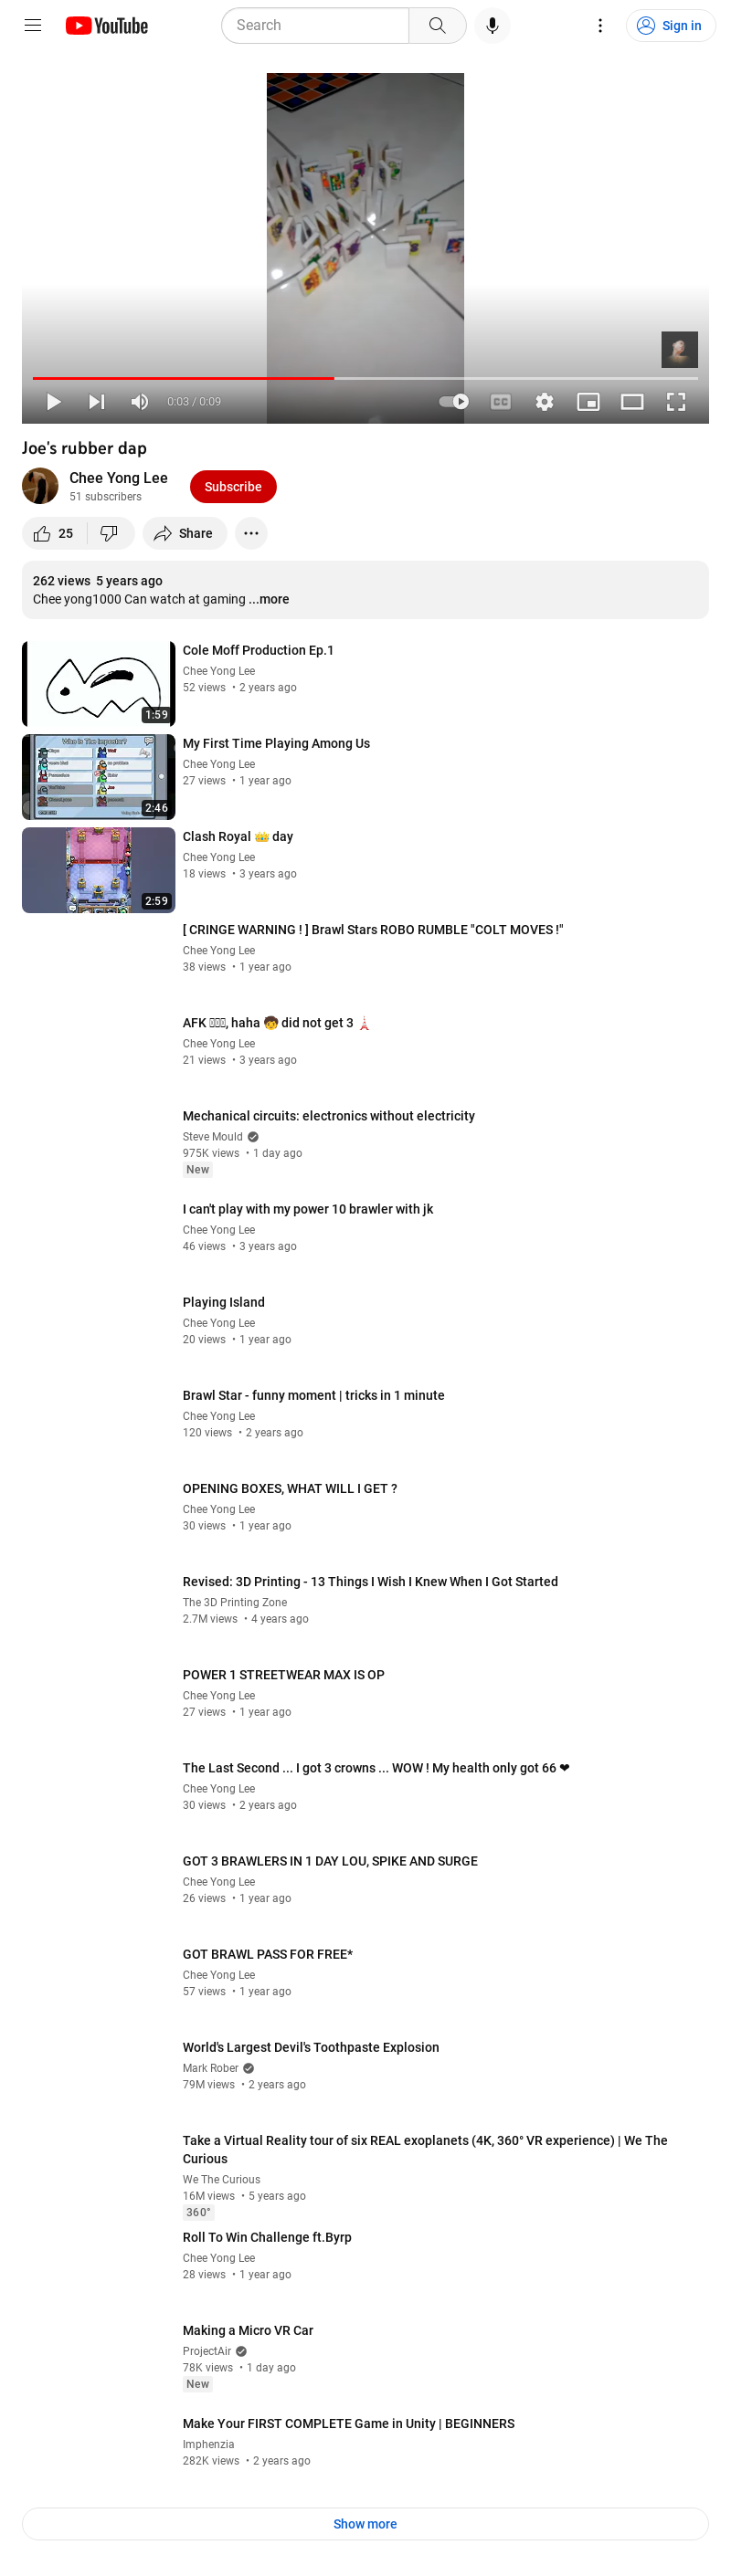 YouTube
Search
Sign in
0:03 / 0:09
CC
Joe's rubber dap
Chee Yong Lee
51 subscribers
Subscribe
25
Share
262 views 5 years ago
Chee yong1000 Can watch at gaming ...more
Cole Moff Production Ep.1
Chee Yong Lee
52 views • 2 years ago
1:59
My First Time Playing Among Us
Chee Yong Lee
27 views • 1 year ago
Who Is The Impostor?
2:46
Clash Royal 👑 day
Chee Yong Lee
18 views • 3 years ago
2:59
[ CRINGE WARNING ! ] Brawl Stars ROBO RUMBLE "COLT MOVES !"
Chee Yong Lee
38 views • 1 year ago
AFK , haha 🧒 did not get 3 🗼
Chee Yong Lee
21 views • 3 years ago
Mechanical circuits: electronics without electricity
Steve Mould
975K views • 1 day ago
New
I can't play with my power 10 brawler with jk
Chee Yong Lee
46 views • 3 years ago
Playing Island
Chee Yong Lee
20 views • 1 year ago
Brawl Star - funny moment | tricks in 1 minute
Chee Yong Lee
120 views • 2 years ago
OPENING BOXES, WHAT WILL I GET ?
Chee Yong Lee
30 views • 1 year ago
Revised: 3D Printing - 13 Things I Wish I Knew When I Got Started
The 3D Printing Zone
2.7M views • 4 years ago
POWER 1 STREETWEAR MAX IS OP
Chee Yong Lee
27 views • 1 year ago
The Last Second ... I got 3 crowns ... WOW ! My health only got 66 ❤
Chee Yong Lee
30 views • 2 years ago
GOT 3 BRAWLERS IN 1 DAY LOU, SPIKE AND SURGE
Chee Yong Lee
26 views • 1 year ago
GOT BRAWL PASS FOR FREE*
Chee Yong Lee
57 views • 1 year ago
World's Largest Devil's Toothpaste Explosion
Mark Rober
79M views • 2 years ago
Take a Virtual Reality tour of six REAL exoplanets (4K, 360° VR experience) | We The
Curious
We The Curious
16M views • 5 years ago
360°
Roll To Win Challenge ft.Byrp
Chee Yong Lee
28 views • 1 year ago
Making a Micro VR Car
ProjectAir
78K views • 1 day ago
New
Make Your FIRST COMPLETE Game in Unity | BEGINNERS
Imphenzia
282K views • 2 years ago
Show more